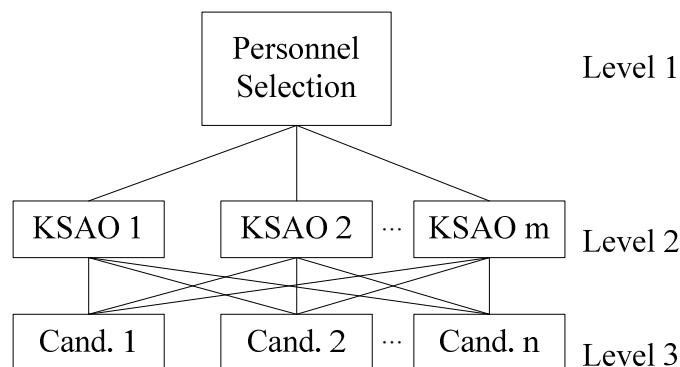 Personnel
Selection
Level 1
KSAO 1
KSAO 2
...
KSAO m
Level 2
Cand. 1
Cand. 2
...
Cand. n
Level 3